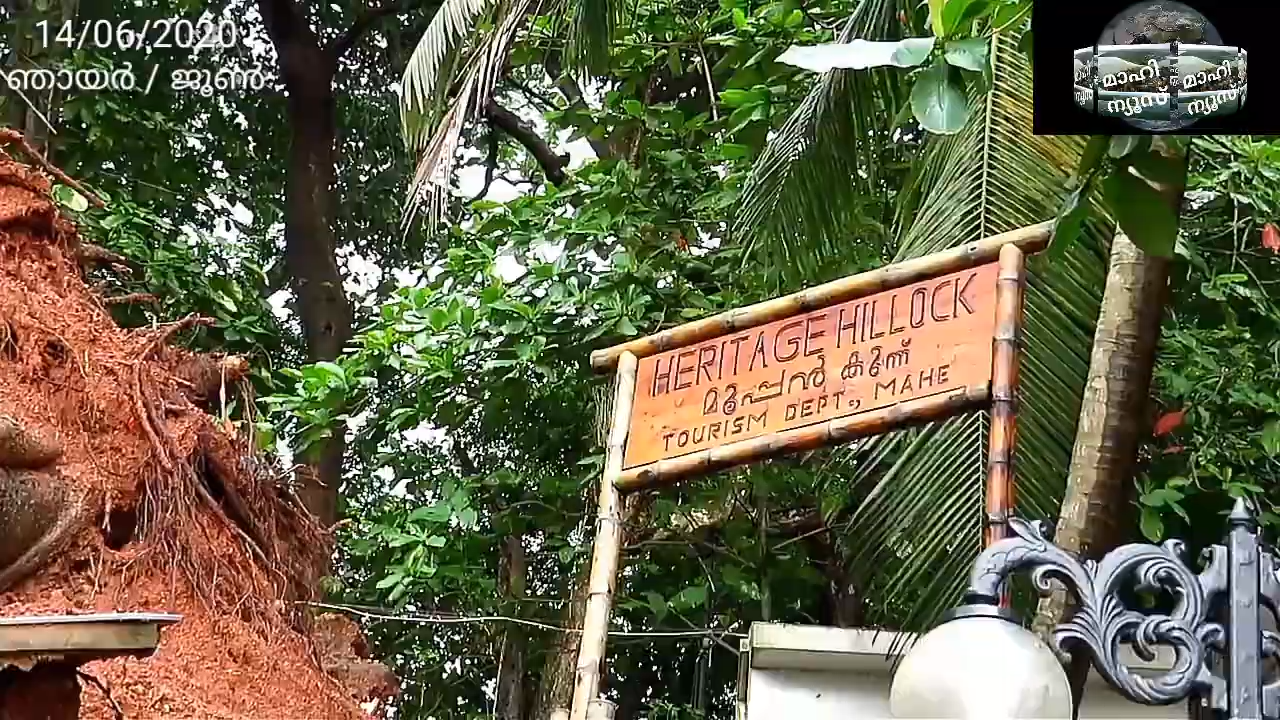 14/06/2020
ഞായർ / ജൂൺ
മാഹി
ന്യൂസ്
മാഹി
ന്യൂസ്
HERITAGE HILLOCK
മൂപ്പൻ കുന്ന്
TOURISM DEPT., MAHE